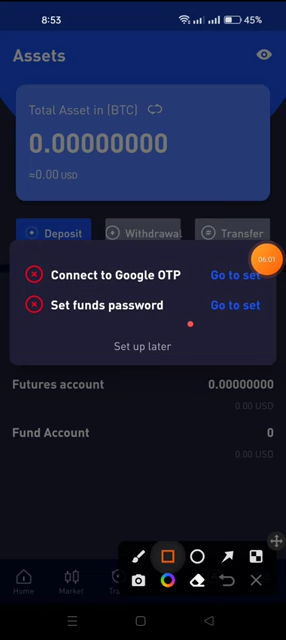 8:53
45%
Assets
Total Asset in (BTC)
0.00000000
≈0.00 USD
Deposit
Withdrawal
Transfer
06:01
Connect to Google OTP
Go to set
Set funds password
Go to set
Set up later
Futures account
0.00000000
0.00 USD
Fund Account
0
0.00 USD
Home
Market